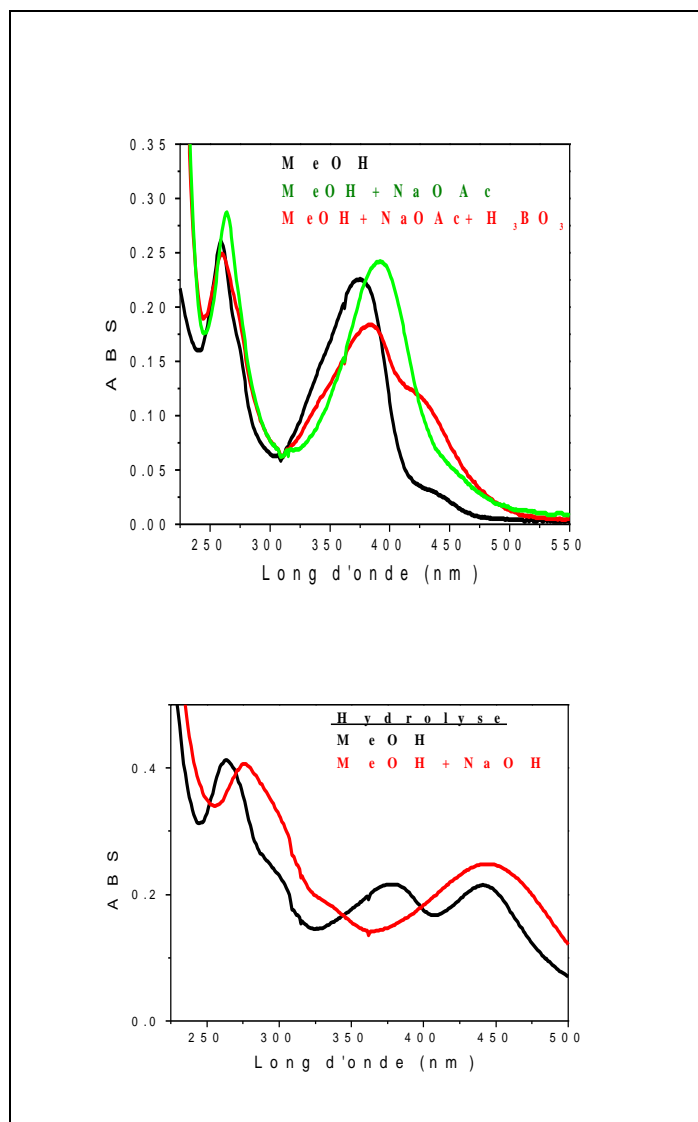 0.35
0.30
0.25
0.20
0.15
0.10
0.05
0.00
ABS
MeOH
MeOH + NaOAc
MeOH + NaOAc + H₃BO₃
250 300 350 400 450 500 550
Long d'onde (nm)
0.4
0.2
0.0
ABS
Hydrolyse
MeOH
MeOH + NaOH
250 300 350 400 450 500
Long d'onde (nm)